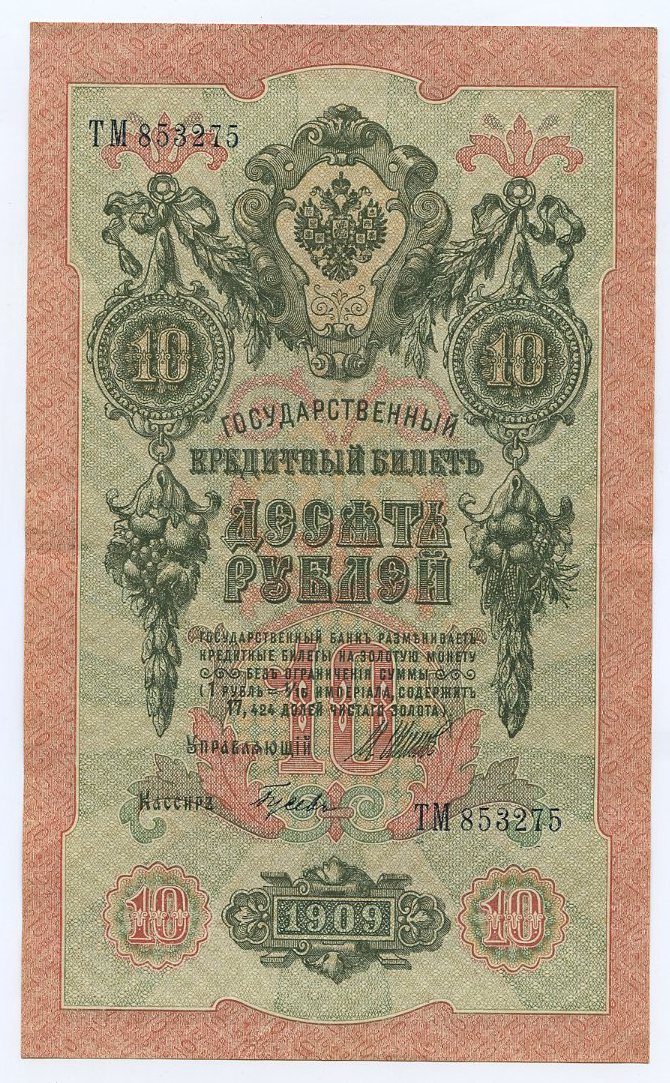 ТМ 853275
10
10
ГОСУДАРСТВЕННЫЙ
КРЕДИТНЫЙ БИЛЕТЪ
ДЕСЯТЬ
РУБЛЕЙ
ГОСУДАРСТВЕННЫЙ БАНКЪ РАЗМѢНИВАЕТЪ
КРЕДИТНЫЕ БИЛЕТЫ НА ЗОЛОТУЮ МОНЕТУ
БЕЗЪ ОГРАНИЧЕНІЯ СУММЫ
(1 РУБЛЬ = 1/15 ИМПЕРІАЛА, СОДЕРЖИТЪ
17,424 ДОЛЕЙ ЧИСТАГО ЗОЛОТА)
10
УПРАВЛЯЮЩІЙ
Кассиръ
ТМ 853275
10
1909
10